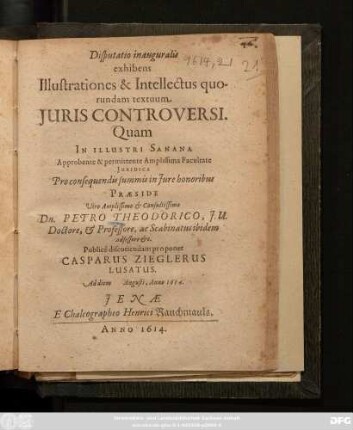 Disputatio inauguralis
exhibens
Illustrationes & Intellectus quo-
rundam textuum.
JURIS CONTROVERSI.
Quam
IN ILLUSTRI SALANA
Approbante & permittente Amplissima Facultate
JURIDICA
Pro consequendis summis in Jure honoribus
PRÆSIDE
Viro Amplissimo & Consultissimo
Dn. PETRO THEODORICO, J.U.
Doctore, & Professore, ac Scabinatus ibidem
adsessore &c.
Publicè discutiendam proponet
CASPARUS ZIEGLERUS
LUSATUS.
Ad diem Augusti, Anno 1614.
JENÆ
E Chalcographeo Henrici Rauchmauls.
ANNO 1614.